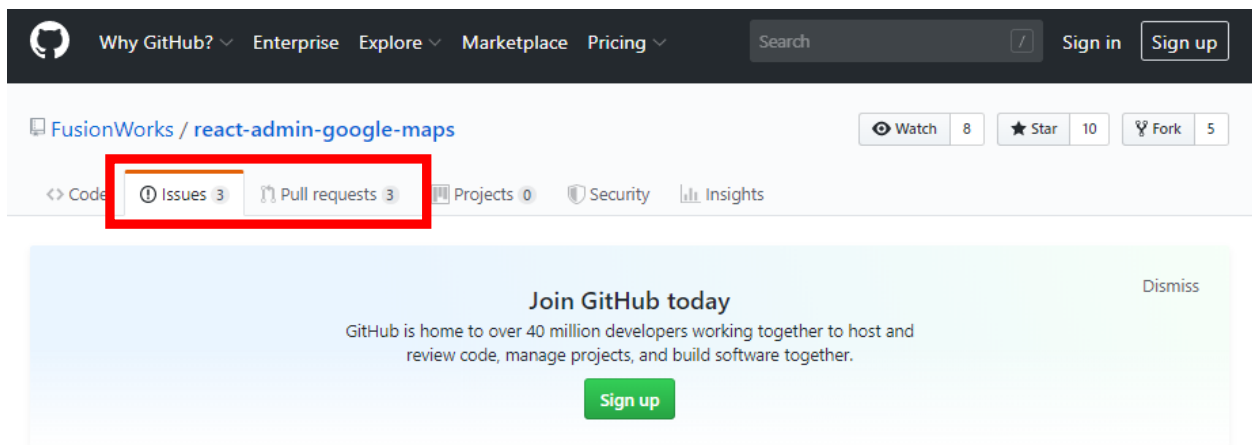 Why GitHub? Enterprise Explore Marketplace Pricing Search / Sign in Sign up
FusionWorks / react-admin-google-maps Watch 8 Star 10 Fork 5
<> Code Issues 3 Pull requests 3 Projects 0 Security Insights
Dismiss
Join GitHub today
GitHub is home to over 40 million developers working together to host and
review code, manage projects, and build software together.
Sign up